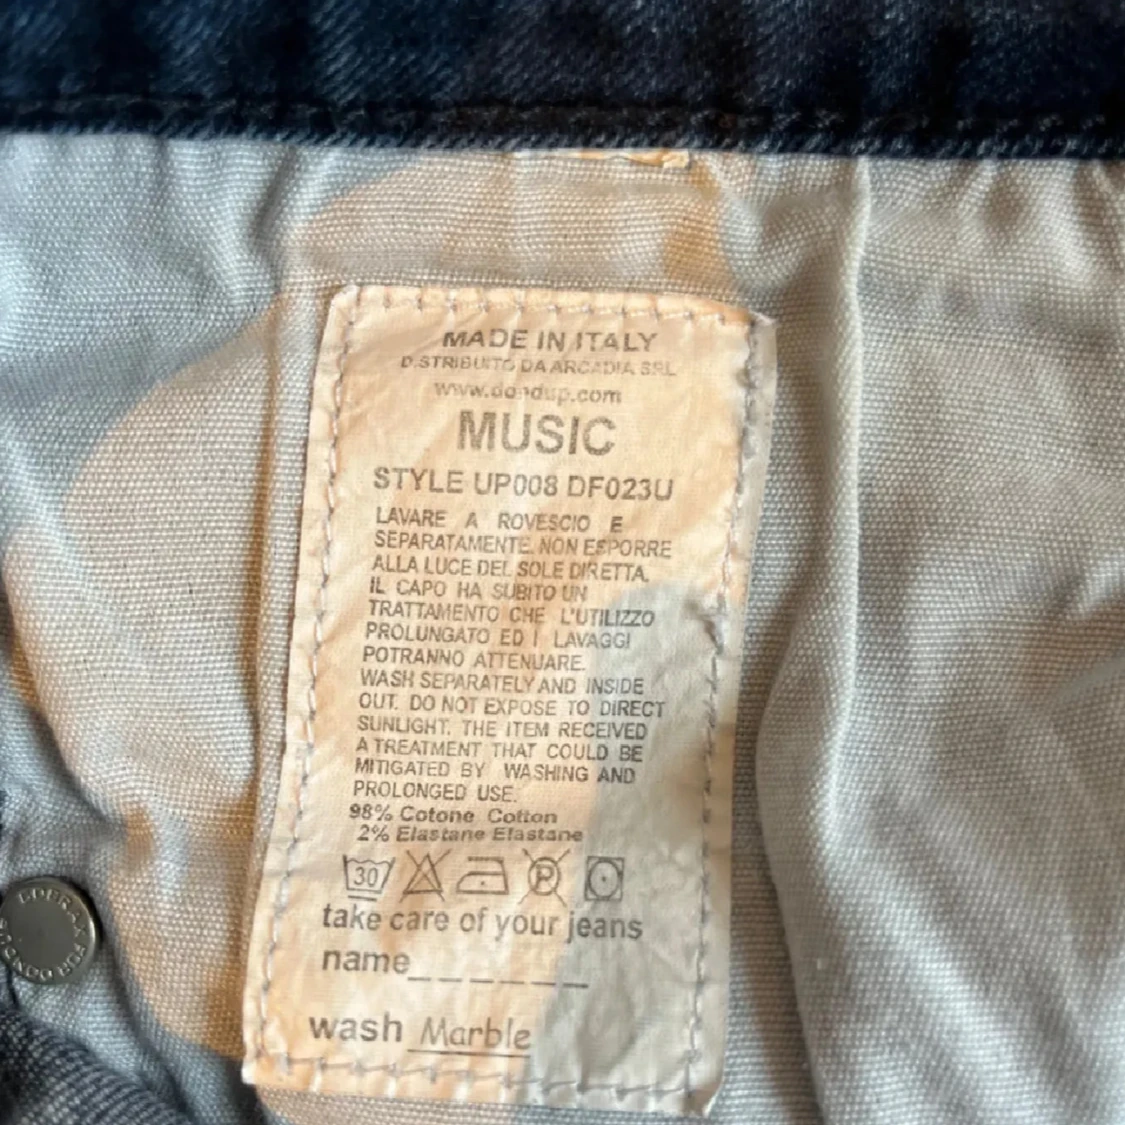 MADE IN ITALY
DISTRIBUITO DA ARCADIA SRL
www.dondup.com
MUSIC
STYLE UP008 DF023U
LAVARE A ROVESCIO E
SEPARATAMENTE. NON ESPORRE
ALLA LUCE DEL SOLE DIRETTA.
IL CAPO HA SUBITO UN
TRATTAMENTO CHE L'UTILIZZO
PROLUNGATO ED I LAVAGGI
POTRANNO ATTENUARE.
WASH SEPARATELY AND INSIDE
OUT. DO NOT EXPOSE TO DIRECT
SUNLIGHT. THE ITEM RECEIVED
A TREATMENT THAT COULD BE
MITIGATED BY WASHING AND
PROLONGED USE.
98% Cotone Cotton
2% Elastane Elastane
30 P
take care of your jeans
name______
wash Marble